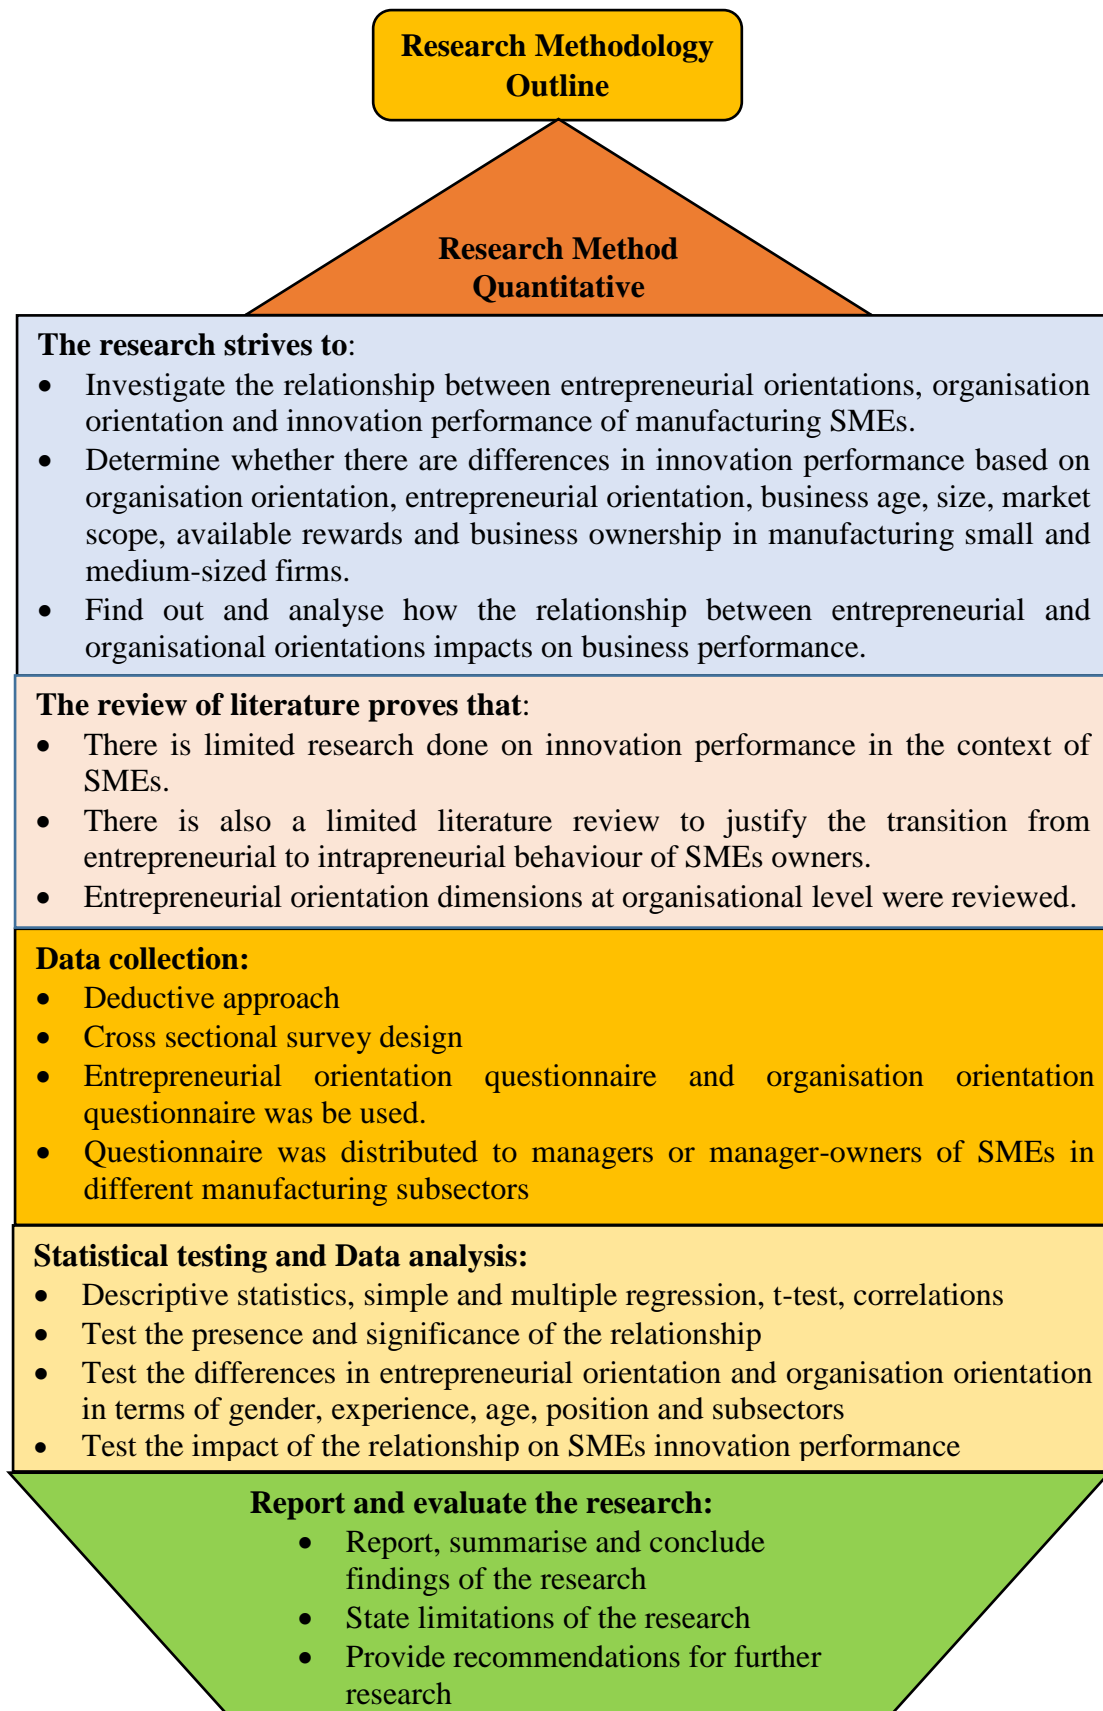 Research Methodology
Outline
Research Method
Quantitative
The research strives to:
• Investigate the relationship between entrepreneurial orientations, organisation
orientation and innovation performance of manufacturing SMEs.
• Determine whether there are differences in innovation performance based on
organisation orientation, entrepreneurial orientation, business age, size, market
scope, available rewards and business ownership in manufacturing small and
medium-sized firms.
• Find out and analyse how the relationship between entrepreneurial and
organisational orientations impacts on business performance.
The review of literature proves that:
• There is limited research done on innovation performance in the context of
SMEs.
• There is also a limited literature review to justify the transition from
entrepreneurial to intrapreneurial behaviour of SMEs owners.
• Entrepreneurial orientation dimensions at organisational level were reviewed.
Data collection:
• Deductive approach
• Cross sectional survey design
• Entrepreneurial orientation questionnaire and organisation orientation
questionnaire was be used.
• Questionnaire was distributed to managers or manager-owners of SMEs in
different manufacturing subsectors
Statistical testing and Data analysis:
• Descriptive statistics, simple and multiple regression, t-test, correlations
• Test the presence and significance of the relationship
• Test the differences in entrepreneurial orientation and organisation orientation
in terms of gender, experience, age, position and subsectors
• Test the impact of the relationship on SMEs innovation performance
Report and evaluate the research:
• Report, summarise and conclude
findings of the research
• State limitations of the research
• Provide recommendations for further
research